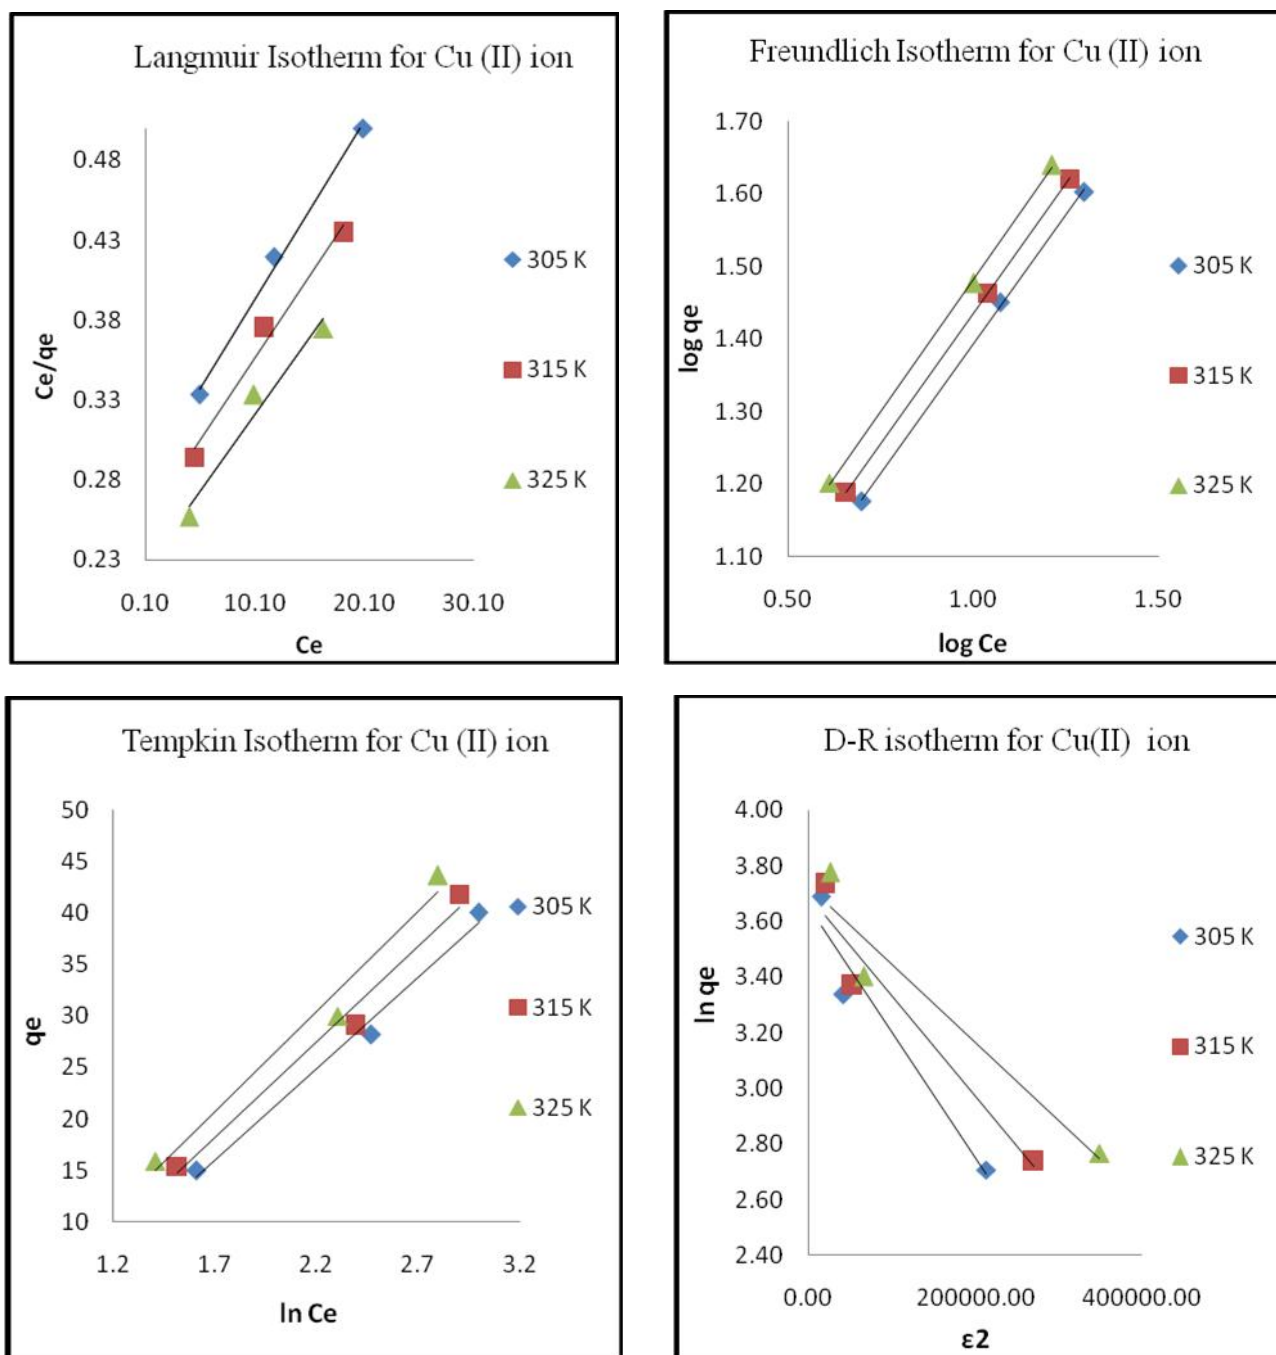 Langmuir Isotherm for Cu (II) ion
0.48
0.43
0.38
0.33
0.28
0.23
Ce/qe
0.10 10.10 20.10 30.10
Ce
305 K
315 K
325 K
Freundlich Isotherm for Cu (II) ion
1.70
1.60
1.50
1.40
1.30
1.20
1.10
log qe
0.50 1.00 1.50
log Ce
305 K
315 K
325 K
Tempkin Isotherm for Cu (II) ion
50
45
40
35
30
25
20
15
10
qe
1.2 1.7 2.2 2.7 3.2
ln Ce
305 K
315 K
325 K
D-R isotherm for Cu(II) ion
4.00
3.80
3.60
3.40
3.20
3.00
2.80
2.60
2.40
ln qe
0.00 200000.00 400000.00
ε2
305 K
315 K
325 K